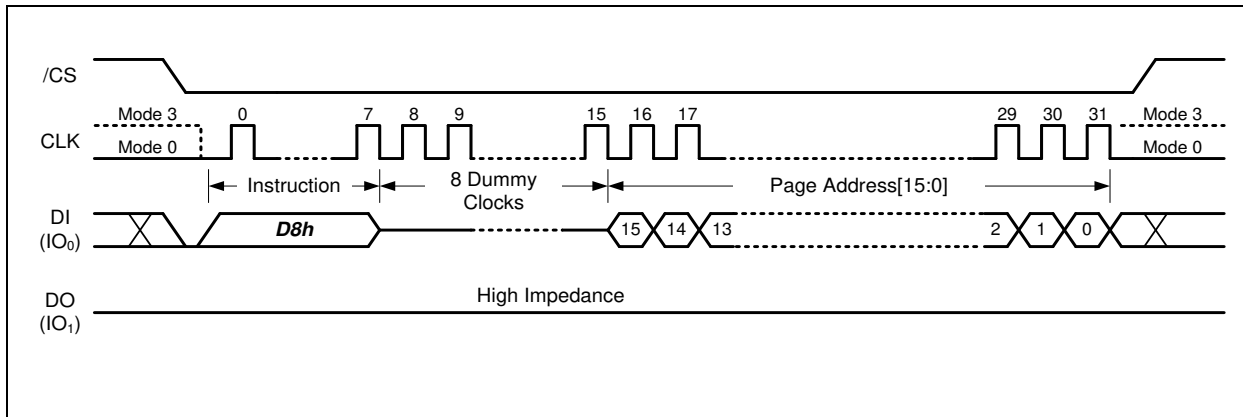 /CS
Mode 3 0 7 8 9 15 16 17 29 30 31 Mode 3
CLK
Mode 0 Mode 0
Instruction 8 Dummy Clocks Page Address[15:0]
DI
(IO₀)
D8h 15 14 13 2 1 0
High Impedance
DO
(IO₁)